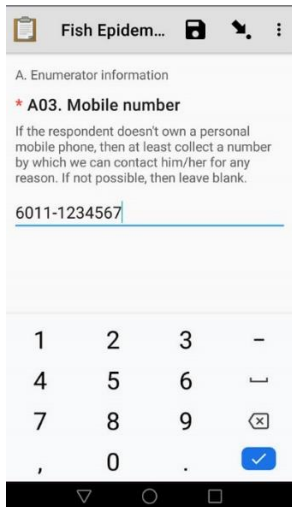 Fish Epidem...
A. Enumerator information
* A03. Mobile number
If the respondent doesn't own a personal
mobile phone, then at least collect a number
by which we can contact him/her for any
reason. If not possible, then leave blank.
6011-1234567
1 2 3 -
4 5 6
7 8 9
, 0 .